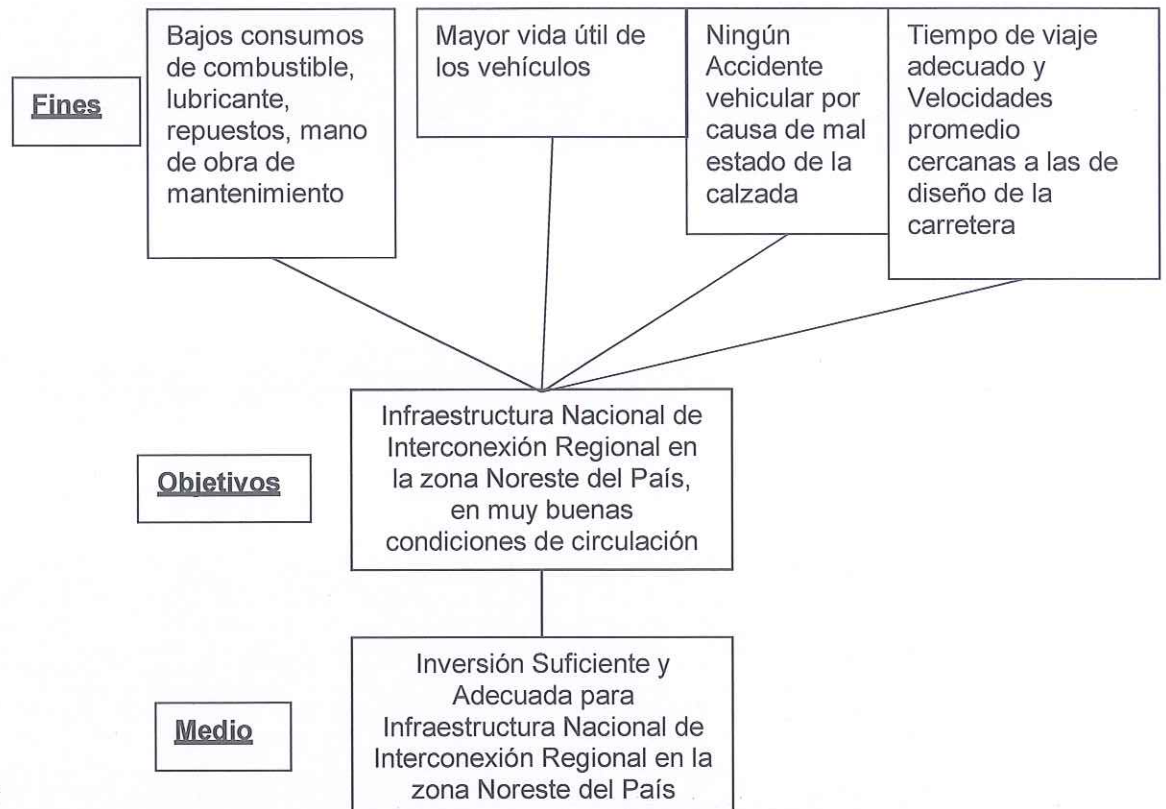 Fines
Bajos consumos
de combustible,
lubricante,
repuestos, mano
de obra de
mantenimiento
Mayor vida útil de
los vehículos
Ningún
Accidente
vehicular por
causa de mal
estado de la
calzada
Tiempo de viaje
adecuado y
Velocidades
promedio
cercanas a las de
diseño de la
carretera
Objetivos
Infraestructura Nacional de
Interconexión Regional en
la zona Noreste del País,
en muy buenas
condiciones de circulación
Medio
Inversión Suficiente y
Adecuada para
Infraestructura Nacional de
Interconexión Regional en la
zona Noreste del País